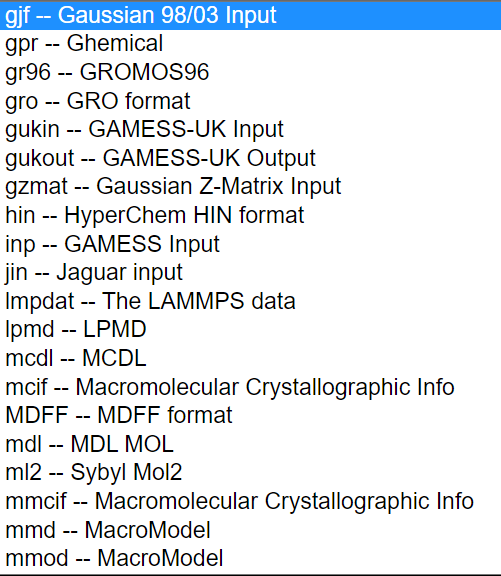 gjf -- Gaussian 98/03 Input
gpr -- Ghemical
gr96 -- GROMOS96
gro -- GRO format
gukin -- GAMESS-UK Input
gukout -- GAMESS-UK Output
gzmat -- Gaussian Z-Matrix Input
hin -- HyperChem HIN format
inp -- GAMESS Input
jin -- Jaguar input
lmpdat -- The LAMMPS data
lpmd -- LPMD
mcdl -- MCDL
mcif -- Macromolecular Crystallographic Info
MDFF -- MDFF format
mdl -- MDL MOL
ml2 -- Sybyl Mol2
mmcif -- Macromolecular Crystallographic Info
mmd -- MacroModel
mmod -- MacroModel